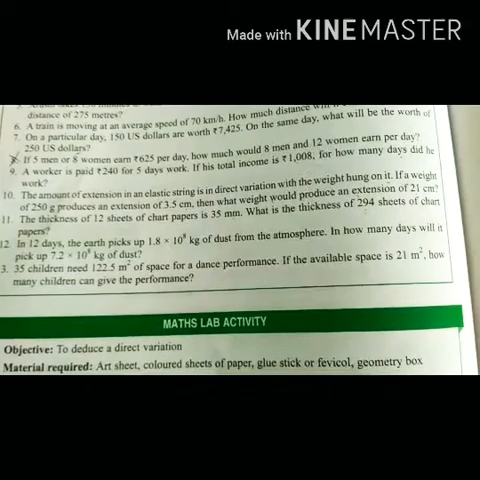 Made with KINEMASTER
distance of 275 metres?
6. A train is moving at an average speed of 70 km/h. How much distance will
7. On a particular day, 150 US dollars are worth ₹7,425. On the same day, what will be the worth of
250 US dollars?
8. If 5 men or 8 women earn ₹625 per day, how much would 8 men and 12 women earn per day?
9. A worker is paid ₹240 for 5 days work. If his total income is ₹1,008, for how many days did he
work?
10. The amount of extension in an elastic string is in direct variation with the weight hung on it. If a weight
of 250 g produces an extension of 3.5 cm, then what weight would produce an extension of 21 cm?
11. The thickness of 12 sheets of chart papers is 35 mm. What is the thickness of 294 sheets of chart
papers?
12. In 12 days, the earth picks up 1.8 × 10⁸ kg of dust from the atmosphere. In how many days will it
pick up 7.2 × 10⁸ kg of dust?
3. 35 children need 122.5 m² of space for a dance performance. If the available space is 21 m², how
many children can give the performance?
MATHS LAB ACTIVITY
Objective: To deduce a direct variation
Material required: Art sheet, coloured sheets of paper, glue stick or fevicol, geometry box